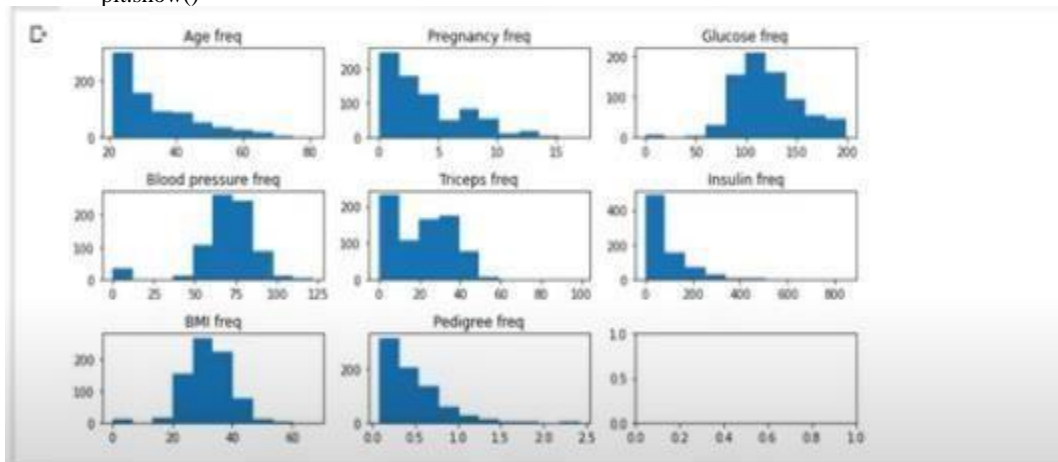 plt.show()
Age freq
200
0
20 40 60 80
Pregnancy freq
200
100
0
0 5 10 15
Glucose freq
200
100
0
0 50 100 150 200
Blood pressure freq
200
100
0
0 25 50 75 100 125
Triceps freq
200
100
0
0 20 40 60 80 100
Insulin freq
400
200
0
0 200 400 600 800
BMI freq
200
100
0
0 20 40 60
Pedigree freq
200
0
0.0 0.5 1.0 1.5 2.0 2.5
1.0
0.5
0.0
0.0 0.2 0.4 0.6 0.8 1.0